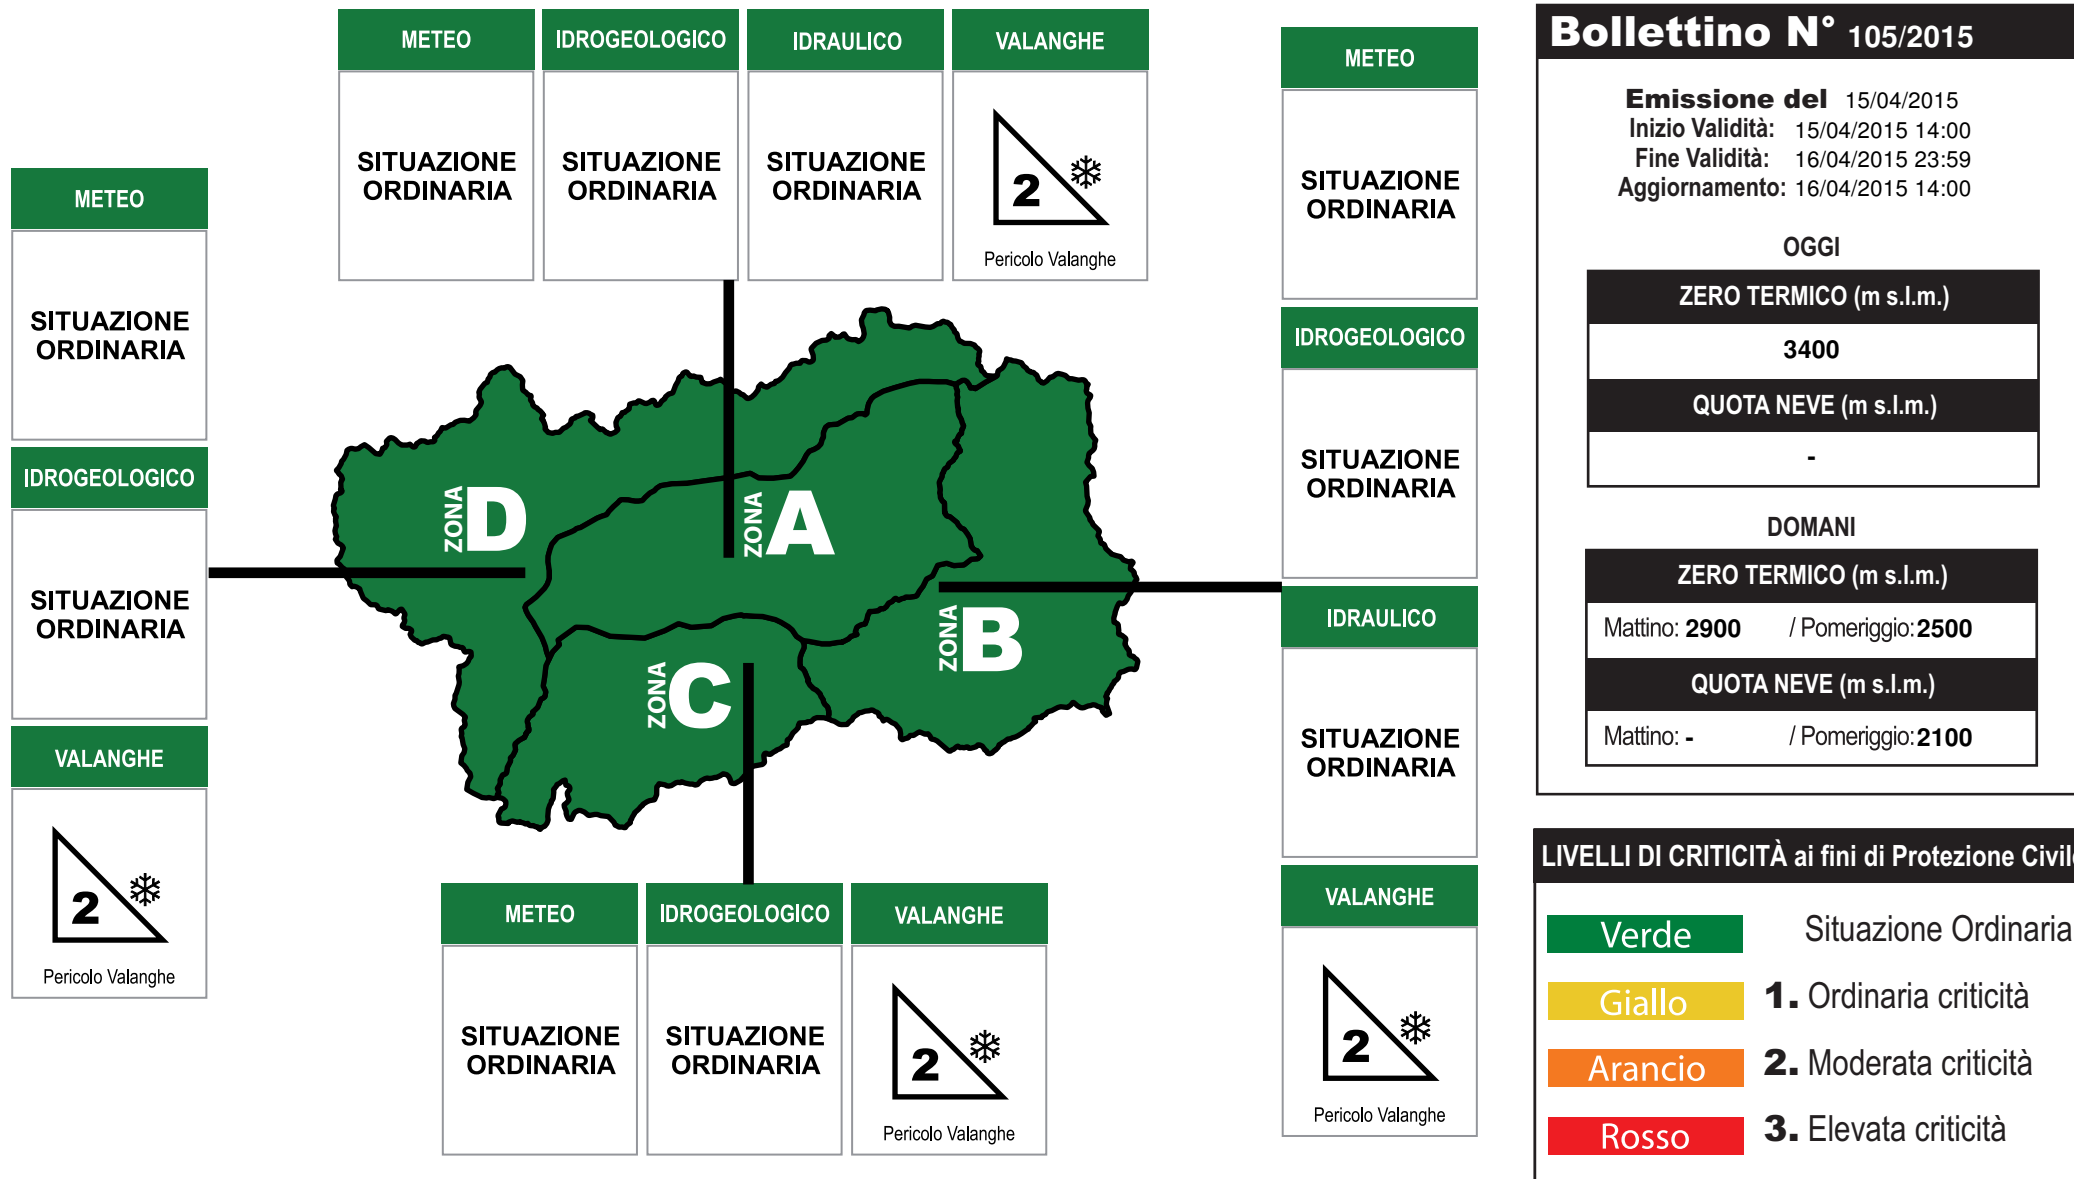 METEO
SITUAZIONE
ORDINARIA
IDROGEOLOGICO
SITUAZIONE
ORDINARIA
VALANGHE
2
Pericolo Valanghe
METEO
IDROGEOLOGICO
IDRAULICO
VALANGHE
SITUAZIONE
ORDINARIA
SITUAZIONE
ORDINARIA
SITUAZIONE
ORDINARIA
2
Pericolo Valanghe
ZONA D
ZONA A
ZONA B
ZONA C
METEO
IDROGEOLOGICO
VALANGHE
SITUAZIONE
ORDINARIA
SITUAZIONE
ORDINARIA
2
Pericolo Valanghe
METEO
SITUAZIONE
ORDINARIA
IDROGEOLOGICO
SITUAZIONE
ORDINARIA
IDRAULICO
SITUAZIONE
ORDINARIA
VALANGHE
2
Pericolo Valanghe
Bollettino N° 105/2015
Emissione del 15/04/2015
Inizio Validità: 15/04/2015 14:00
Fine Validità: 16/04/2015 23:59
Aggiornamento: 16/04/2015 14:00
OGGI
ZERO TERMICO (m s.l.m.)
3400
QUOTA NEVE (m s.l.m.)
-
DOMANI
ZERO TERMICO (m s.l.m.)
Mattino: 2900 / Pomeriggio: 2500
QUOTA NEVE (m s.l.m.)
Mattino: - / Pomeriggio: 2100
LIVELLI DI CRITICITÀ ai fini di Protezione Civile
Verde Situazione Ordinaria
Giallo 1. Ordinaria criticità
Arancio 2. Moderata criticità
Rosso 3. Elevata criticità